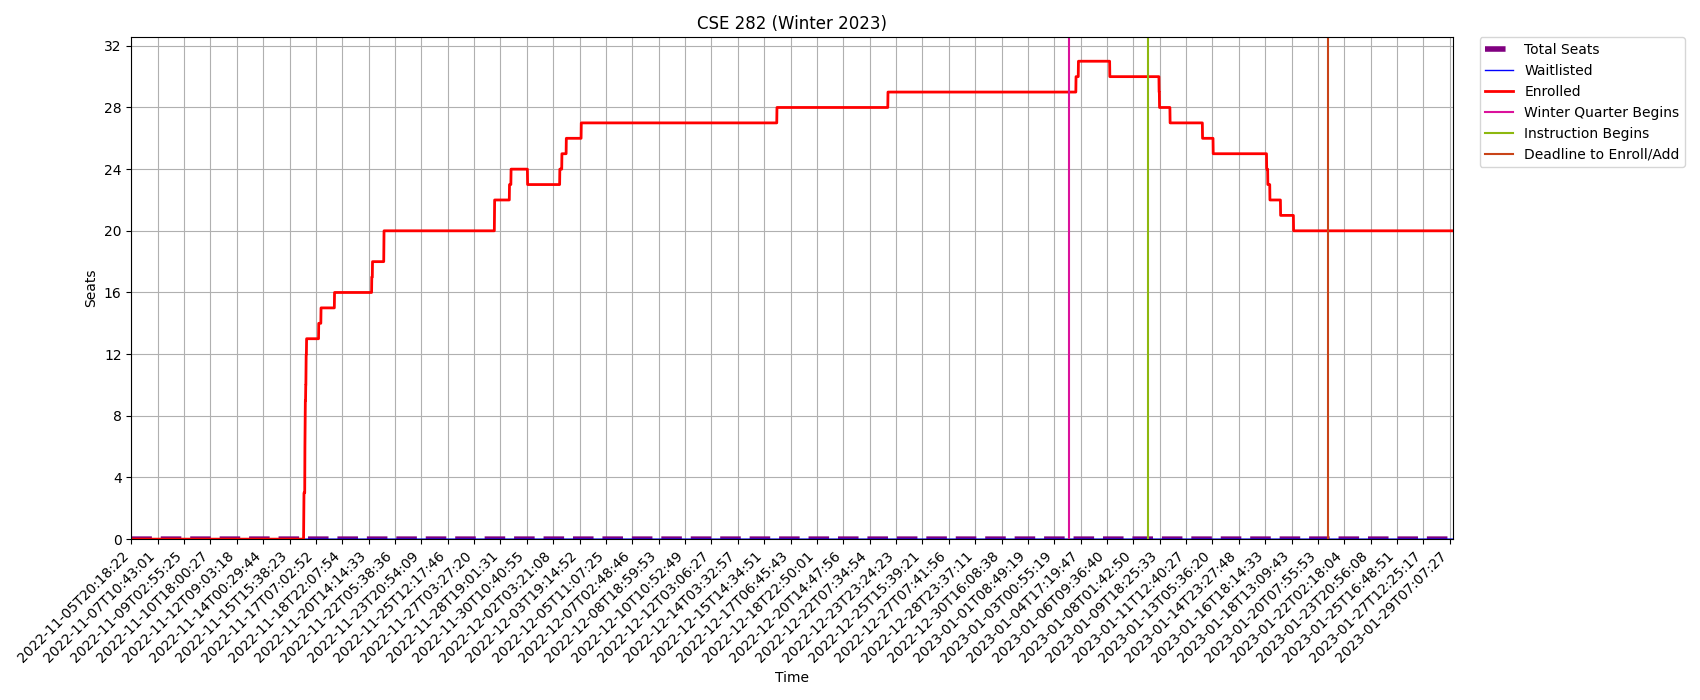 CSE 282 (Winter 2023)
Total Seats
Waitlisted
Enrolled
Winter Quarter Begins
Instruction Begins
Deadline to Enroll/Add
Seats
32
28
24
20
16
12
8
4
0
2022-11-05T20:18:22
2022-11-07T10:43:01
2022-11-09T02:55:25
2022-11-10T18:00:27
2022-11-12T09:03:18
2022-11-14T00:29:44
2022-11-15T15:38:23
2022-11-17T07:02:52
2022-11-18T22:07:54
2022-11-20T14:14:33
2022-11-22T05:38:36
2022-11-23T20:54:09
2022-11-25T12:17:46
2022-11-27T03:27:20
2022-11-28T19:01:31
2022-11-30T10:40:55
2022-12-02T03:21:08
2022-12-03T19:14:52
2022-12-05T11:07:25
2022-12-07T02:48:46
2022-12-08T18:59:53
2022-12-10T10:52:49
2022-12-12T03:06:27
2022-12-14T03:32:57
2022-12-15T14:34:51
2022-12-17T06:45:43
2022-12-18T22:50:01
2022-12-20T14:47:56
2022-12-22T07:34:54
2022-12-23T23:24:23
2022-12-25T15:39:21
2022-12-27T07:41:56
2022-12-28T23:37:11
2022-12-30T16:08:38
2023-01-01T08:49:19
2023-01-03T00:55:19
2023-01-04T17:19:47
2023-01-06T09:36:40
2023-01-08T01:42:50
2023-01-09T18:25:33
2023-01-11T12:40:27
2023-01-13T05:36:20
2023-01-14T23:27:48
2023-01-16T18:14:33
2023-01-18T13:09:43
2023-01-20T07:55:53
2023-01-22T02:18:04
2023-01-23T20:56:08
2023-01-25T16:48:51
2023-01-27T12:25:17
2023-01-29T07:07:27
Time